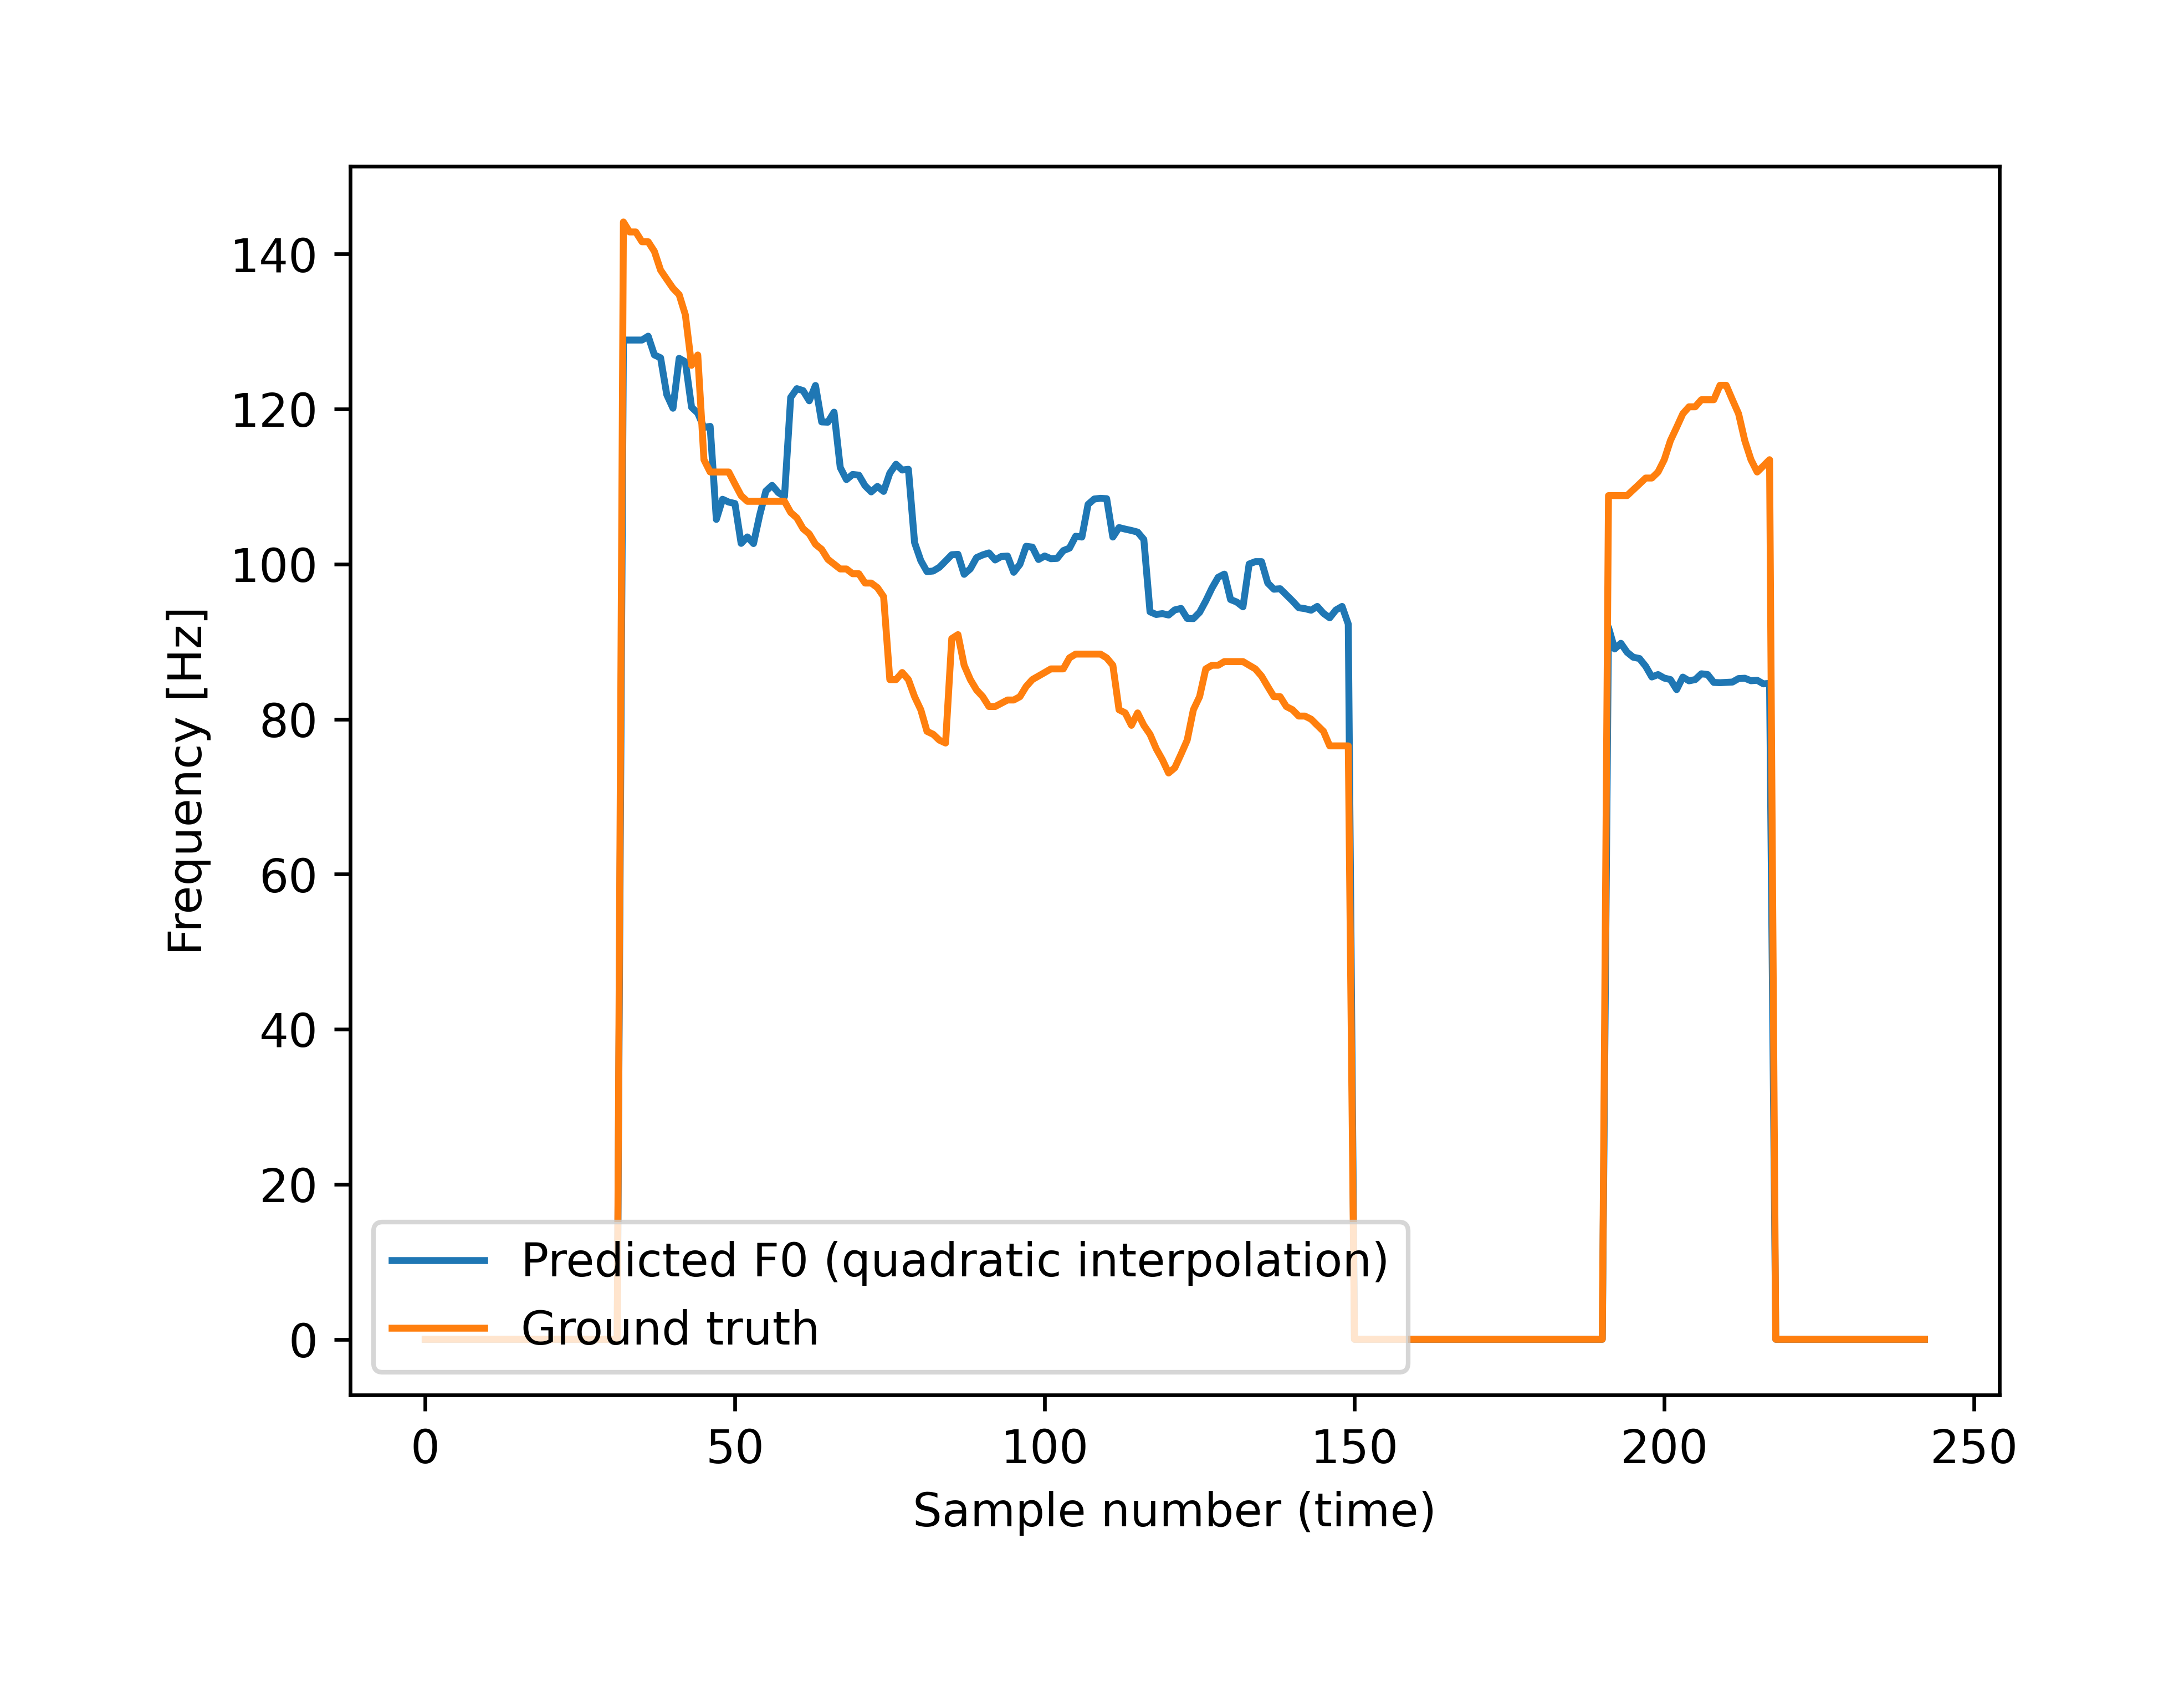 140
120
100
80
60
40
20
0
Frequency [Hz]
Predicted F0 (quadratic interpolation)
Ground truth
0 50 100 150 200 250
Sample number (time)